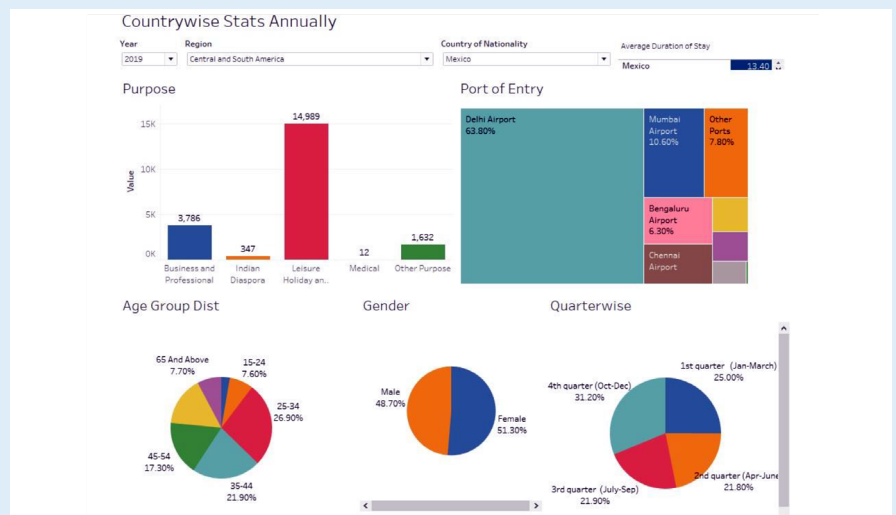 Countrywise Stats Annually
Year
Region
Country of Nationality
Average Duration of Stay
2019
Central and South America
Mexico
Mexico
13.40
Purpose
Port of Entry
15K
10K
5K
0K
Value
3,786
347
14,989
12
1,632
Business and
Professional
Indian
Diaspora
Leisure
Holiday an..
Medical
Other Purpose
Delhi Airport
63.80%
Mumbai
Airport
10.60%
Other
Ports
7.80%
Bengaluru
Airport
6.30%
Chennai
Airport
Age Group Dist
Gender
Quarterwise
65 And Above
7.70%
15-24
7.60%
25-34
26.90%
45-54
17.30%
35-44
21.90%
Male
48.70%
Female
51.30%
1st quarter (Jan-March)
25.00%
4th quarter (Oct-Dec)
31.20%
2nd quarter (Apr-June
21.80%
3rd quarter (July-Sep)
21.90%